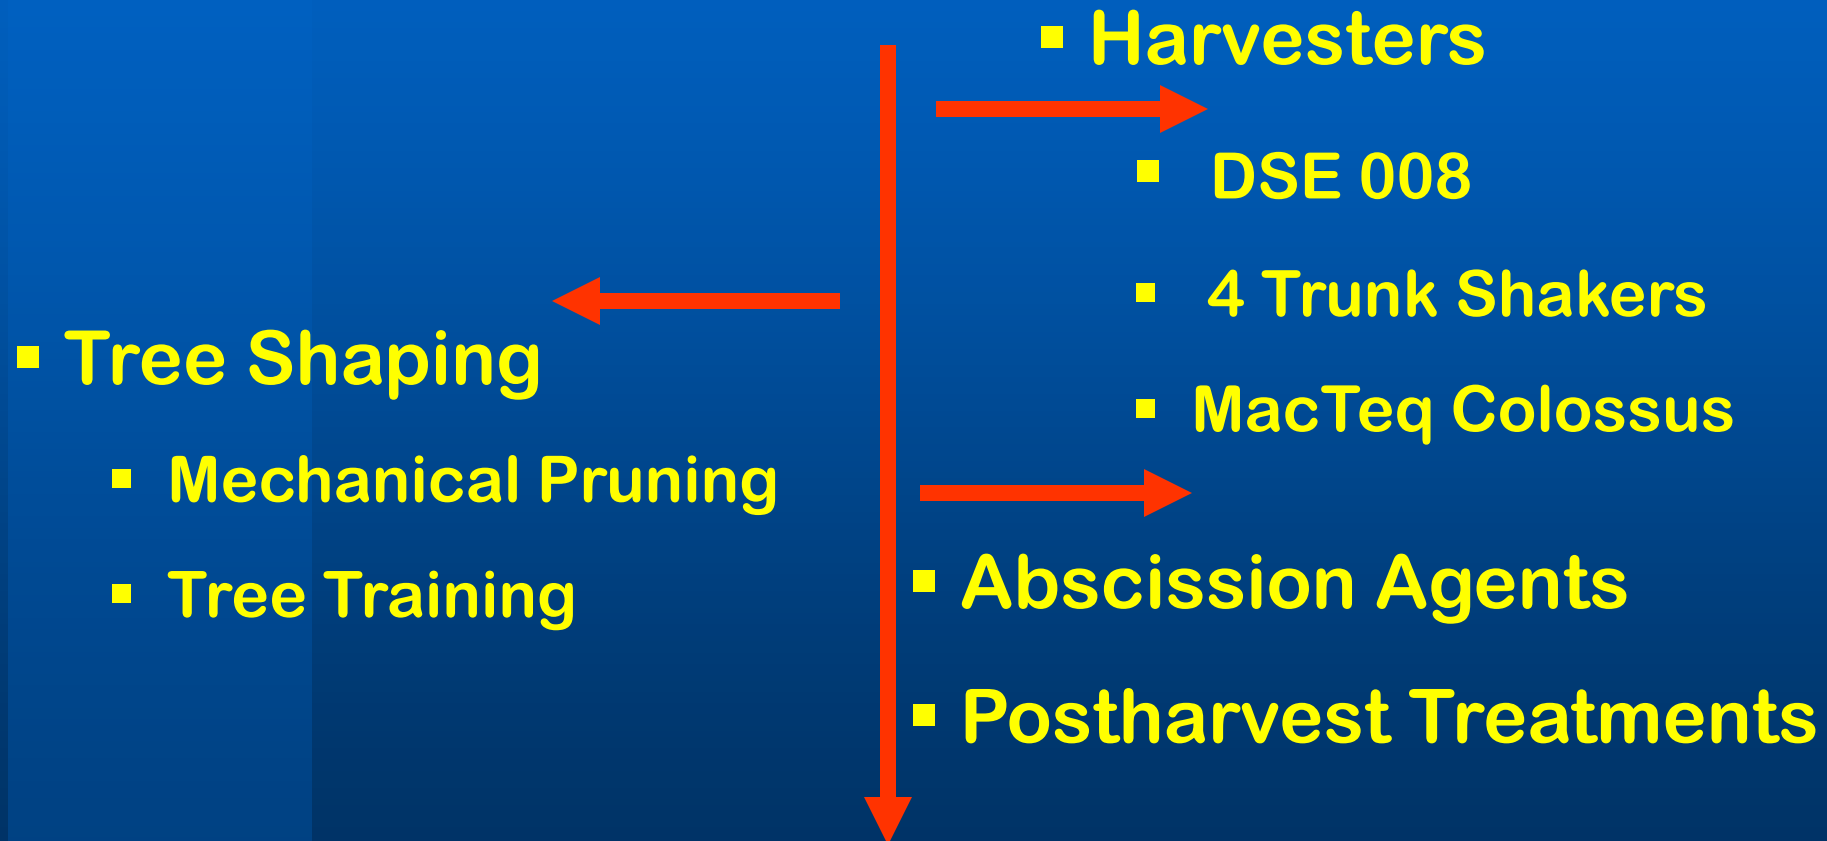 Harvesters
DSE 008
4 Trunk Shakers
MacTeq Colossus
Tree Shaping
Mechanical Pruning
Tree Training
Abscission Agents
Postharvest Treatments